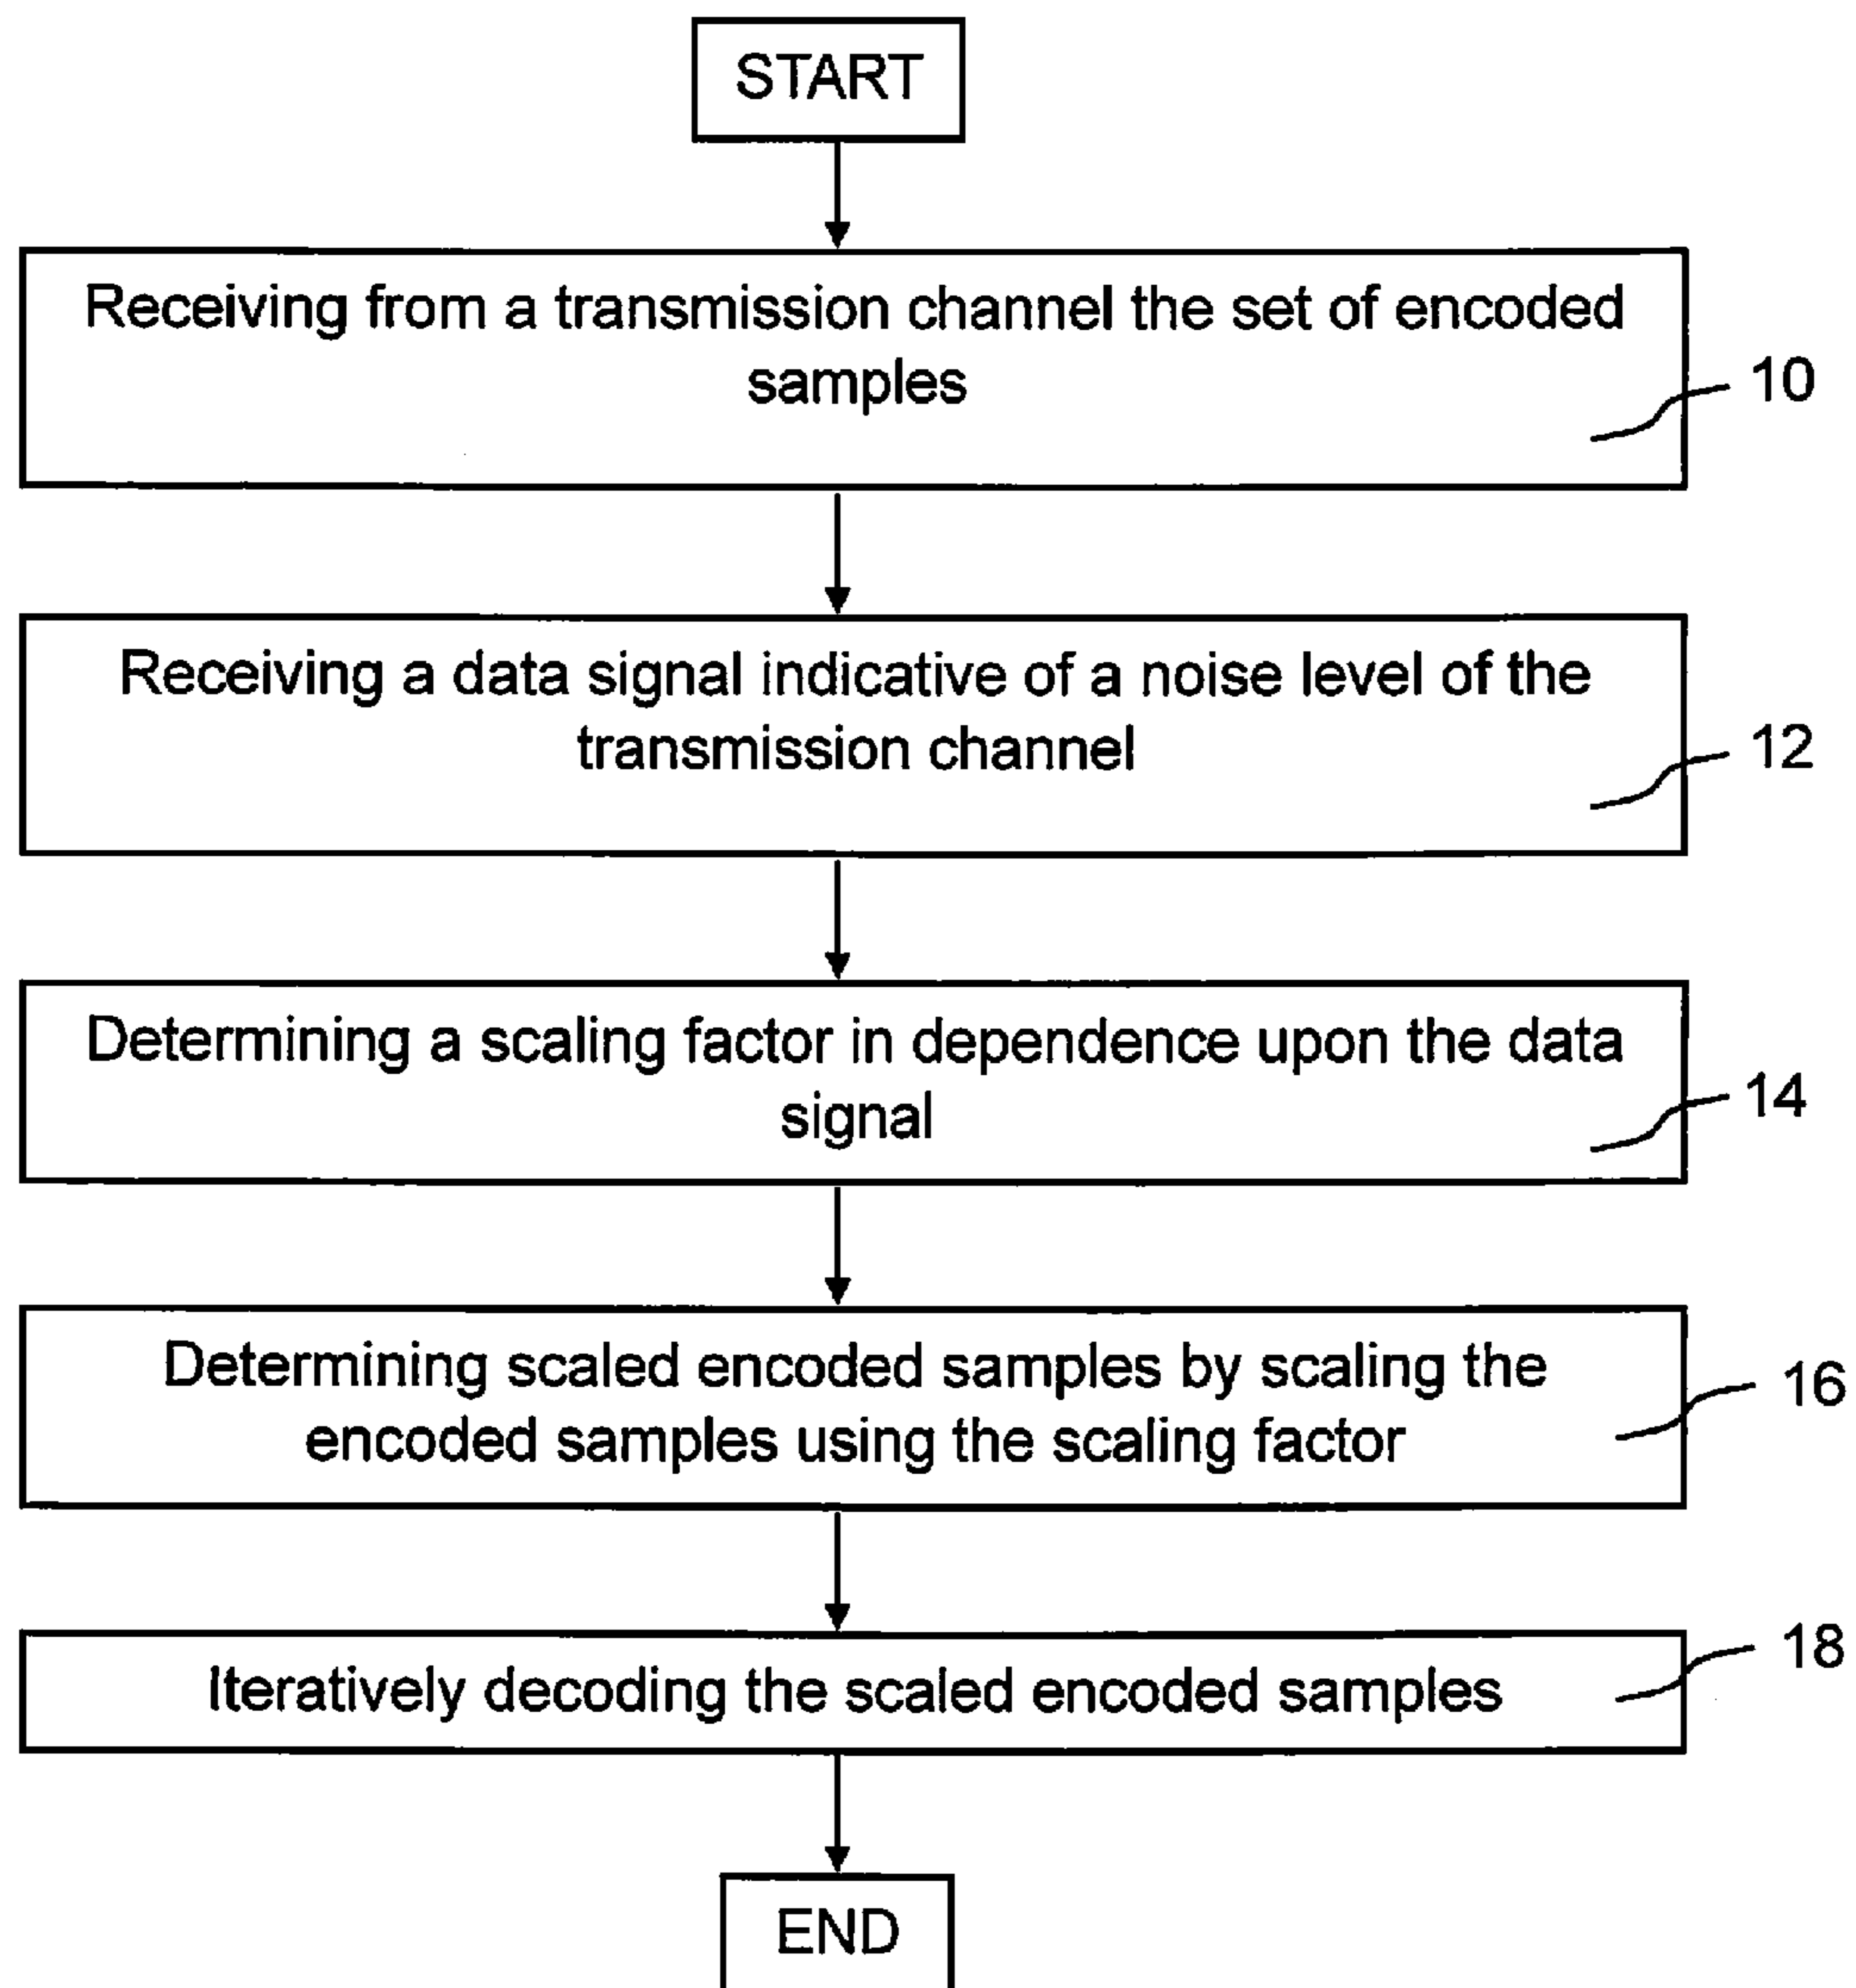 START
Receiving from a transmission channel the set of encoded
samples
10
Receiving a data signal indicative of a noise level of the
transmission channel
12
Determining a scaling factor in dependence upon the data
signal
14
Determining scaled encoded samples by scaling the
encoded samples using the scaling factor
16
Iteratively decoding the scaled encoded samples
18
END